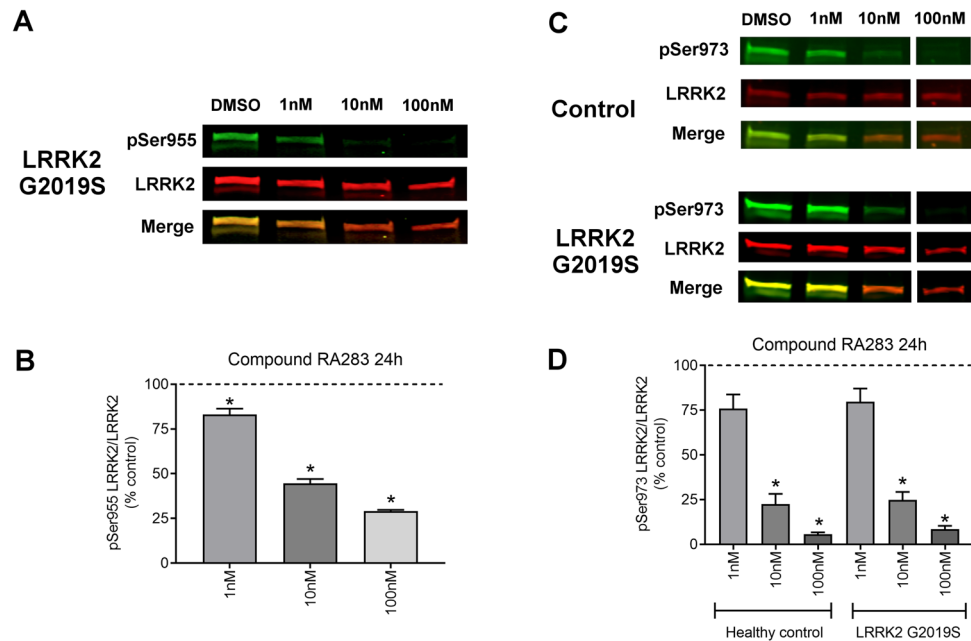 A
DMSO 1nM 10nM 100nM
LRRK2
G2019S
pSer955
LRRK2
Merge
B
Compound RA283 24h
pSer955 LRRK2/LRRK2
(% control)
100
75
50
25
0
*
*
*
1nM
10nM
100nM
C
DMSO 1nM 10nM 100nM
Control
pSer973
LRRK2
Merge
LRRK2
G2019S
pSer973
LRRK2
Merge
D
Compound RA283 24h
pSer973 LRRK2/LRRK2
(% control)
100
75
50
25
0
*
*
*
*
1nM
10nM
100nM
1nM
10nM
100nM
Healthy control
LRRK2 G2019S